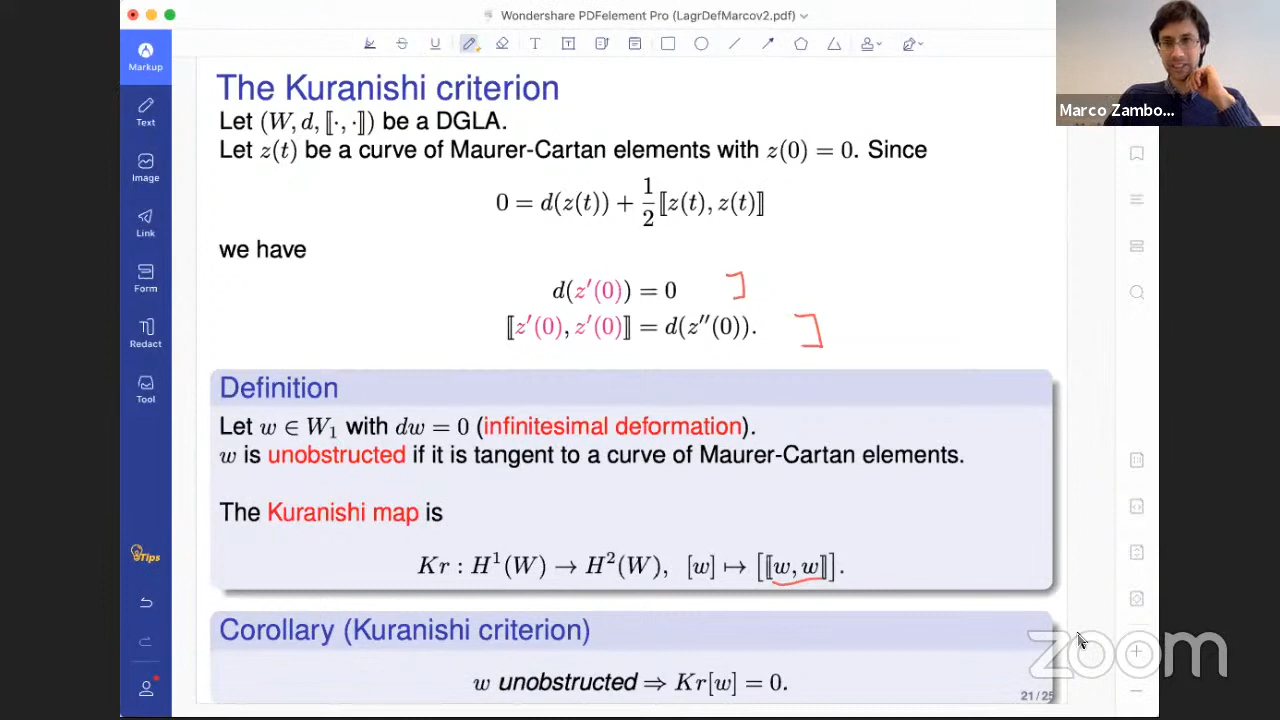 Wondershare PDFelement Pro (LagrDefMarcov2.pdf)
Markup
Text
Image
Link
Form
Redact
Tool
Tips
The Kuranishi criterion
Let (W, d, ⟦·, ·⟧) be a DGLA.
Let z(t) be a curve of Maurer-Cartan elements with z(0) = 0. Since
0 = d(z(t)) + 1/2 ⟦z(t), z(t)⟧
we have
d(z′(0)) = 0
⟦z′(0), z′(0)⟧ = d(z′′(0)).
Definition
Let w ∈ W₁ with dw = 0 (infinitesimal deformation).
w is unobstructed if it is tangent to a curve of Maurer-Cartan elements.
The Kuranishi map is
Kr : H¹(W) → H²(W), [w] ↦ [⟦w, w⟧].
Corollary (Kuranishi criterion)
w unobstructed ⇒ Kr[w] = 0.
21 / 25
Marco Zambo...
zoom